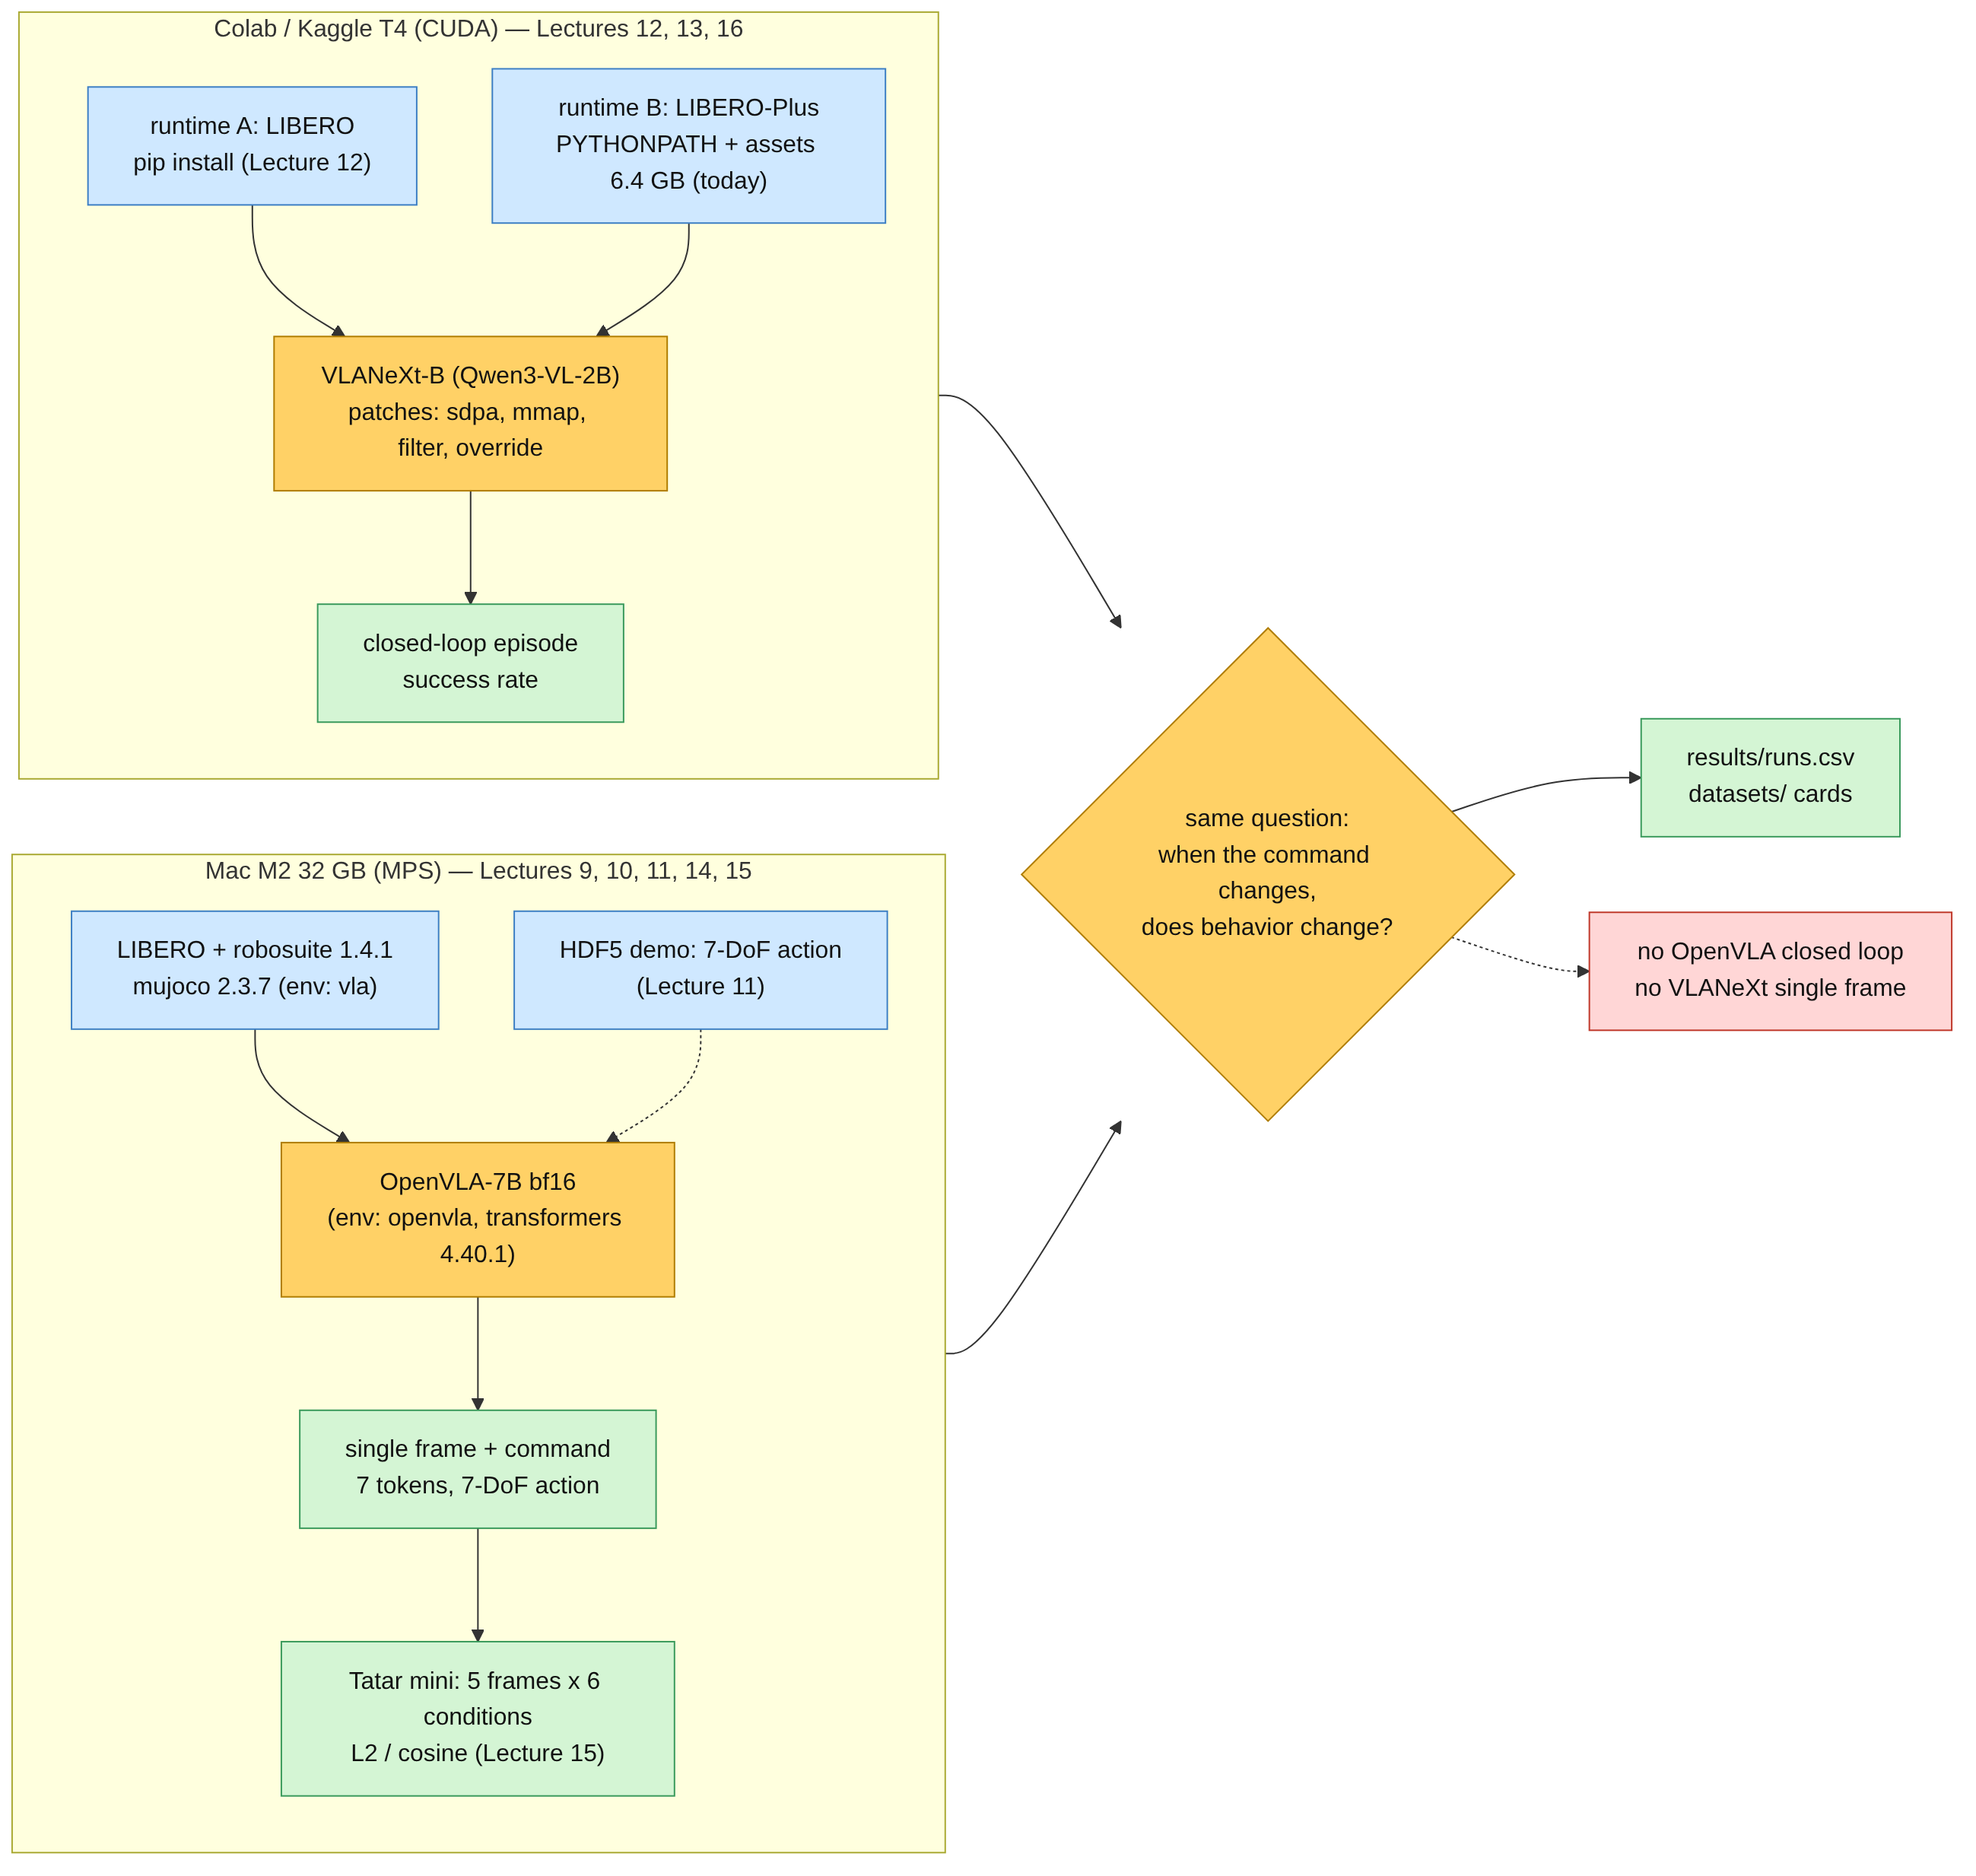 Colab / Kaggle T4 (CUDA) — Lectures 12, 13, 16
runtime A: LIBERO
pip install (Lecture 12)
runtime B: LIBERO-Plus
PYTHONPATH + assets
6.4 GB (today)
VLANeXt-B (Qwen3-VL-2B)
patches: sdpa, mmap,
filter, override
closed-loop episode
success rate
Mac M2 32 GB (MPS) — Lectures 9, 10, 11, 14, 15
LIBERO + robosuite 1.4.1
mujoco 2.3.7 (env: vla)
HDF5 demo: 7-DoF action
(Lecture 11)
OpenVLA-7B bf16
(env: openvla, transformers
4.40.1)
single frame + command
7 tokens, 7-DoF action
Tatar mini: 5 frames x 6
conditions
L2 / cosine (Lecture 15)
same question:
when the command
changes,
does behavior change?
results/runs.csv
datasets/ cards
no OpenVLA closed loop
no VLANeXt single frame